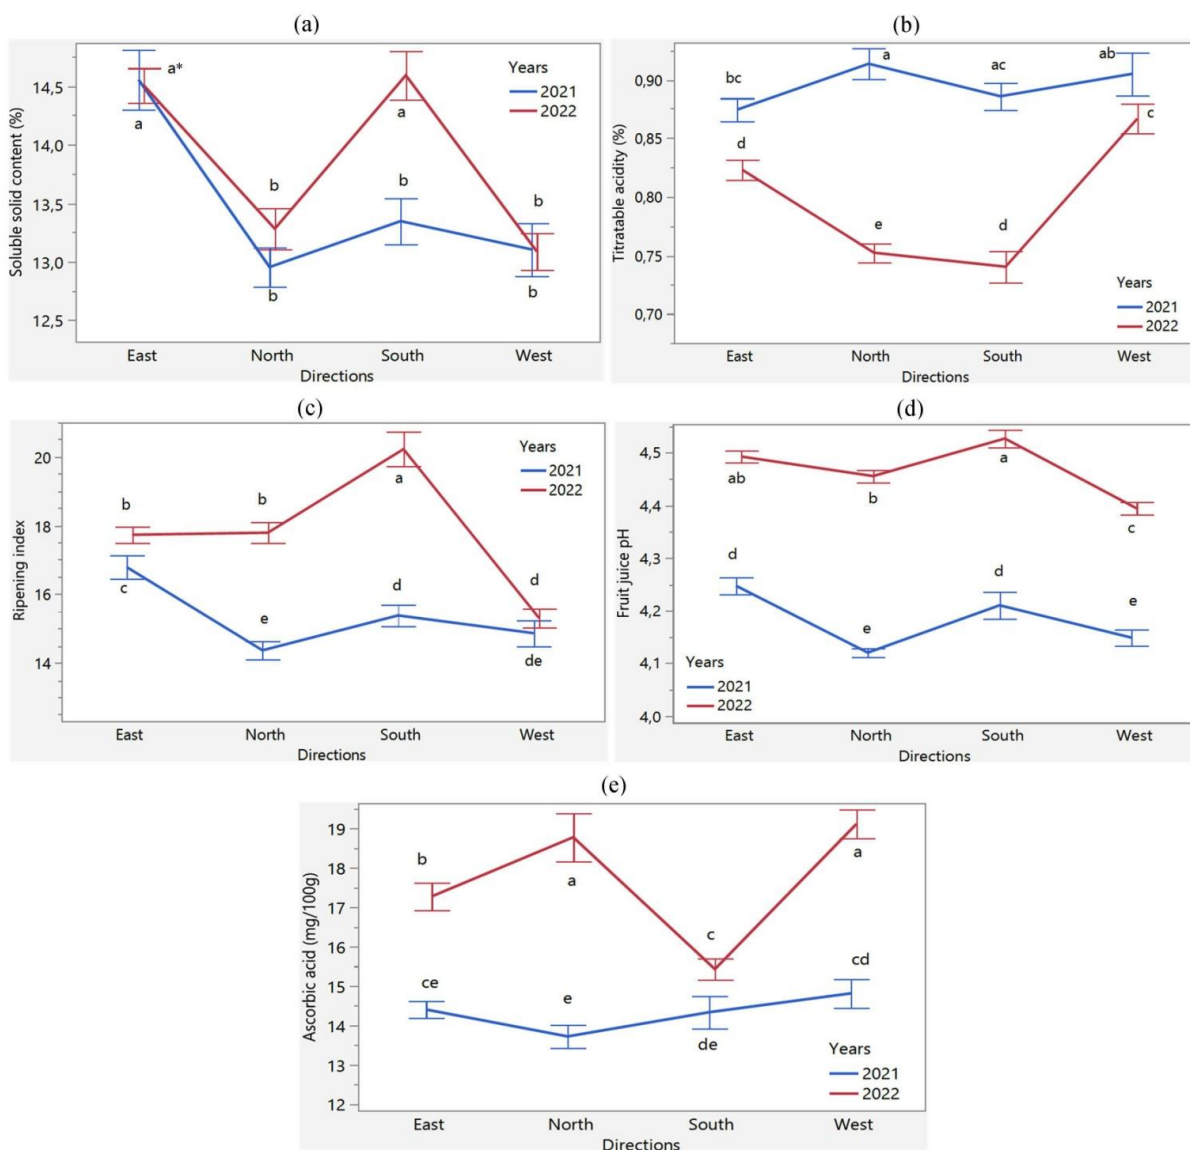 (a)
Soluble solid content (%)
14,5
14,0
13,5
13,0
12,5
a*
a
b
b
a
b
b
b
Years
2021
2022
East North South West
Directions
(b)
Titratable acidity (%)
0,90
0,85
0,80
0,75
0,70
bc
a
ac
ab
d
e
d
c
Years
2021
2022
East North South West
Directions
(c)
Ripening index
20
18
16
14
b
b
a
d
c
e
d
de
Years
2021
2022
East North South West
Directions
(d)
Fruit juice pH
4,5
4,4
4,3
4,2
4,1
4,0
ab
b
a
c
d
e
d
e
Years
2021
2022
East North South West
Directions
(e)
Ascorbic acid (mg/100g)
19
18
17
16
15
14
13
12
b
a
c
a
ce
e
de
cd
Years
2021
2022
East North South West
Directions